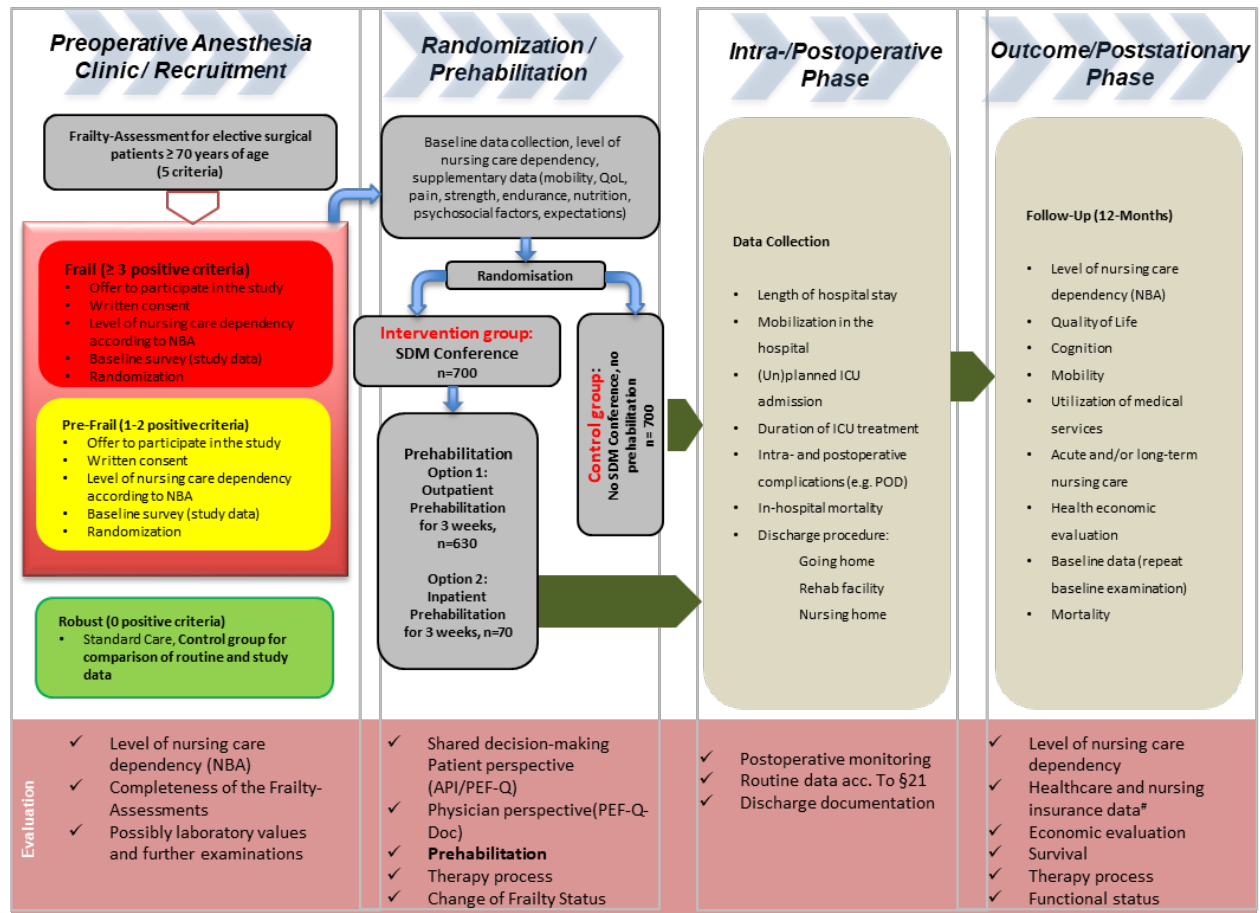 Preoperative Anesthesia
Clinic / Recruitment
Frailty-Assessment for elective surgical
patients ≥ 70 years of age
(5 criteria)
Frail (≥ 3 positive criteria)
• Offer to participate in the study
• Written consent
• Level of nursing care dependency
according to NBA
• Baseline survey (study data)
• Randomization
Pre-Frail (1-2 positive criteria)
• Offer to participate in the study
• Written consent
• Level of nursing care dependency
according to NBA
• Baseline survey (study data)
• Randomization
Robust (0 positive criteria)
• Standard Care, Control group for
comparison of routine and study
data
Randomization /
Prehabilitation
Baseline data collection, level of
nursing care dependency,
supplementary data (mobility, QoL,
pain, strength, endurance, nutrition,
psychosocial factors, expectations)
Randomisation
Intervention group:
SDM Conference
n=700
Control group:
No SDM Conference, no
prehabilitation
n= 700
Prehabilitation
Option 1:
Outpatient
Prehabilitation
for 3 weeks,
n=630
Option 2:
Inpatient
Prehabilitation
for 3 weeks, n=70
Intra-/Postoperative
Phase
Data Collection
• Length of hospital stay
• Mobilization in the
hospital
• (Un)planned ICU
admission
• Duration of ICU treatment
• Intra- and postoperative
complications (e.g. POD)
• In-hospital mortality
• Discharge procedure:
Going home
Rehab facility
Nursing home
Outcome/Poststationary
Phase
Follow-Up (12-Months)
• Level of nursing care
dependency (NBA)
• Quality of Life
• Cognition
• Mobility
• Utilization of medical
services
• Acute and/or long-term
nursing care
• Health economic
evaluation
• Baseline data (repeat
baseline examination)
• Mortality
Evaluation
✓ Level of nursing care
dependency (NBA)
✓ Completeness of the Frailty-
Assessments
✓ Possibly laboratory values
and further examinations
✓ Shared decision-making
Patient perspective
(API/PEF-Q)
✓ Physician perspective(PEF-Q-
Doc)
✓ Prehabilitation
✓ Therapy process
✓ Change of Frailty Status
✓ Postoperative monitoring
✓ Routine data acc. To §21
✓ Discharge documentation
✓ Level of nursing care
dependency
✓ Healthcare and nursing
insurance data#
✓ Economic evaluation
✓ Survival
✓ Therapy process
✓ Functional status